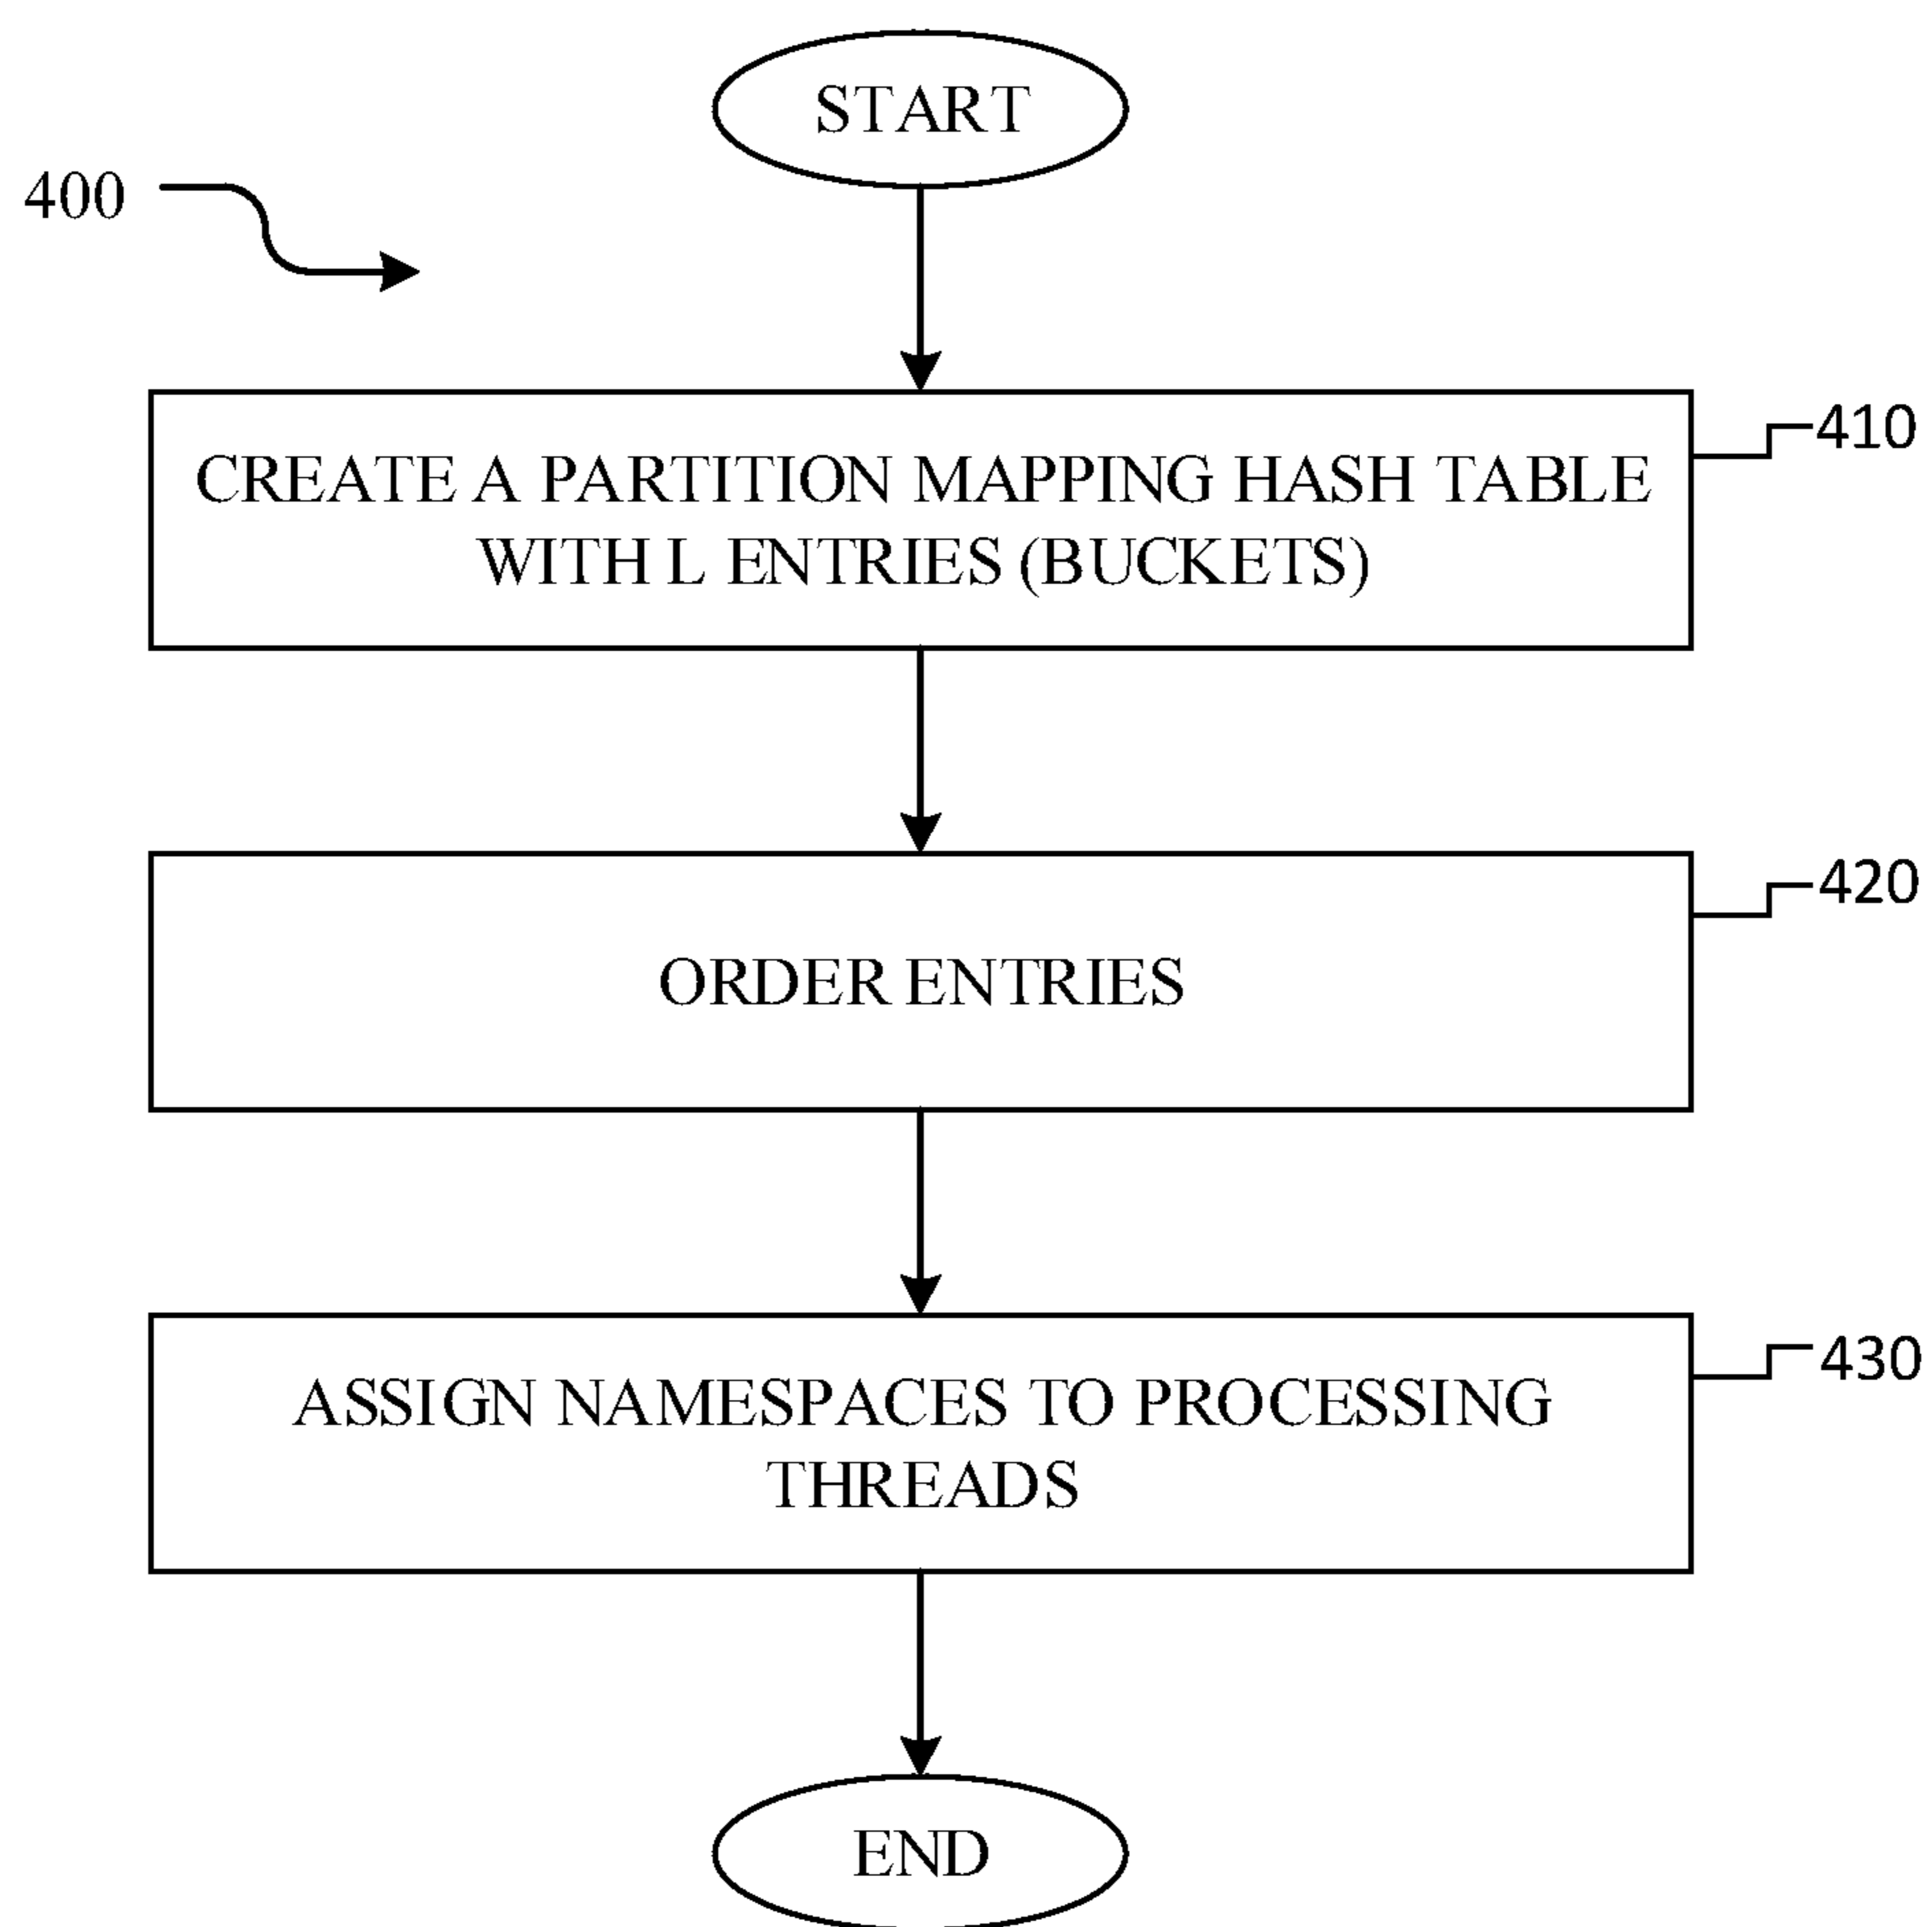 START
400
410
CREATE A PARTITION MAPPING HASH TABLE
WITH L ENTRIES (BUCKETS)
420
ORDER ENTRIES
430
ASSIGN NAMESPACES TO PROCESSING
THREADS
END